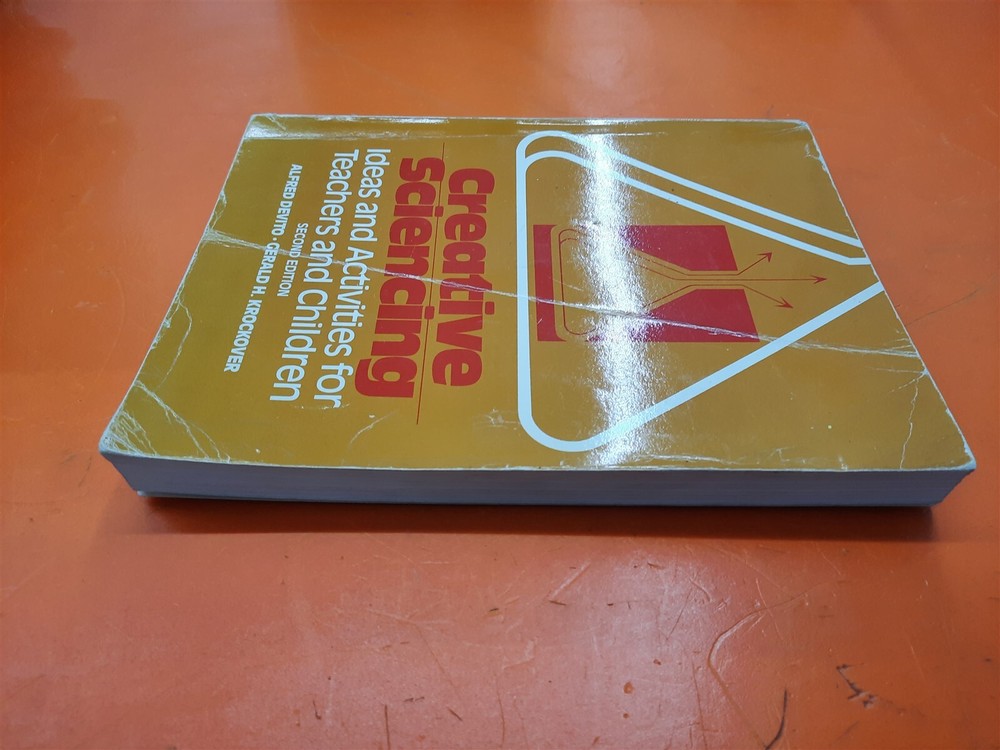 creative
sciencing
Ideas and Activities for
Teachers and Children
SECOND EDITION
ALFRED DEVITO · GERALD H. KROCKOVER